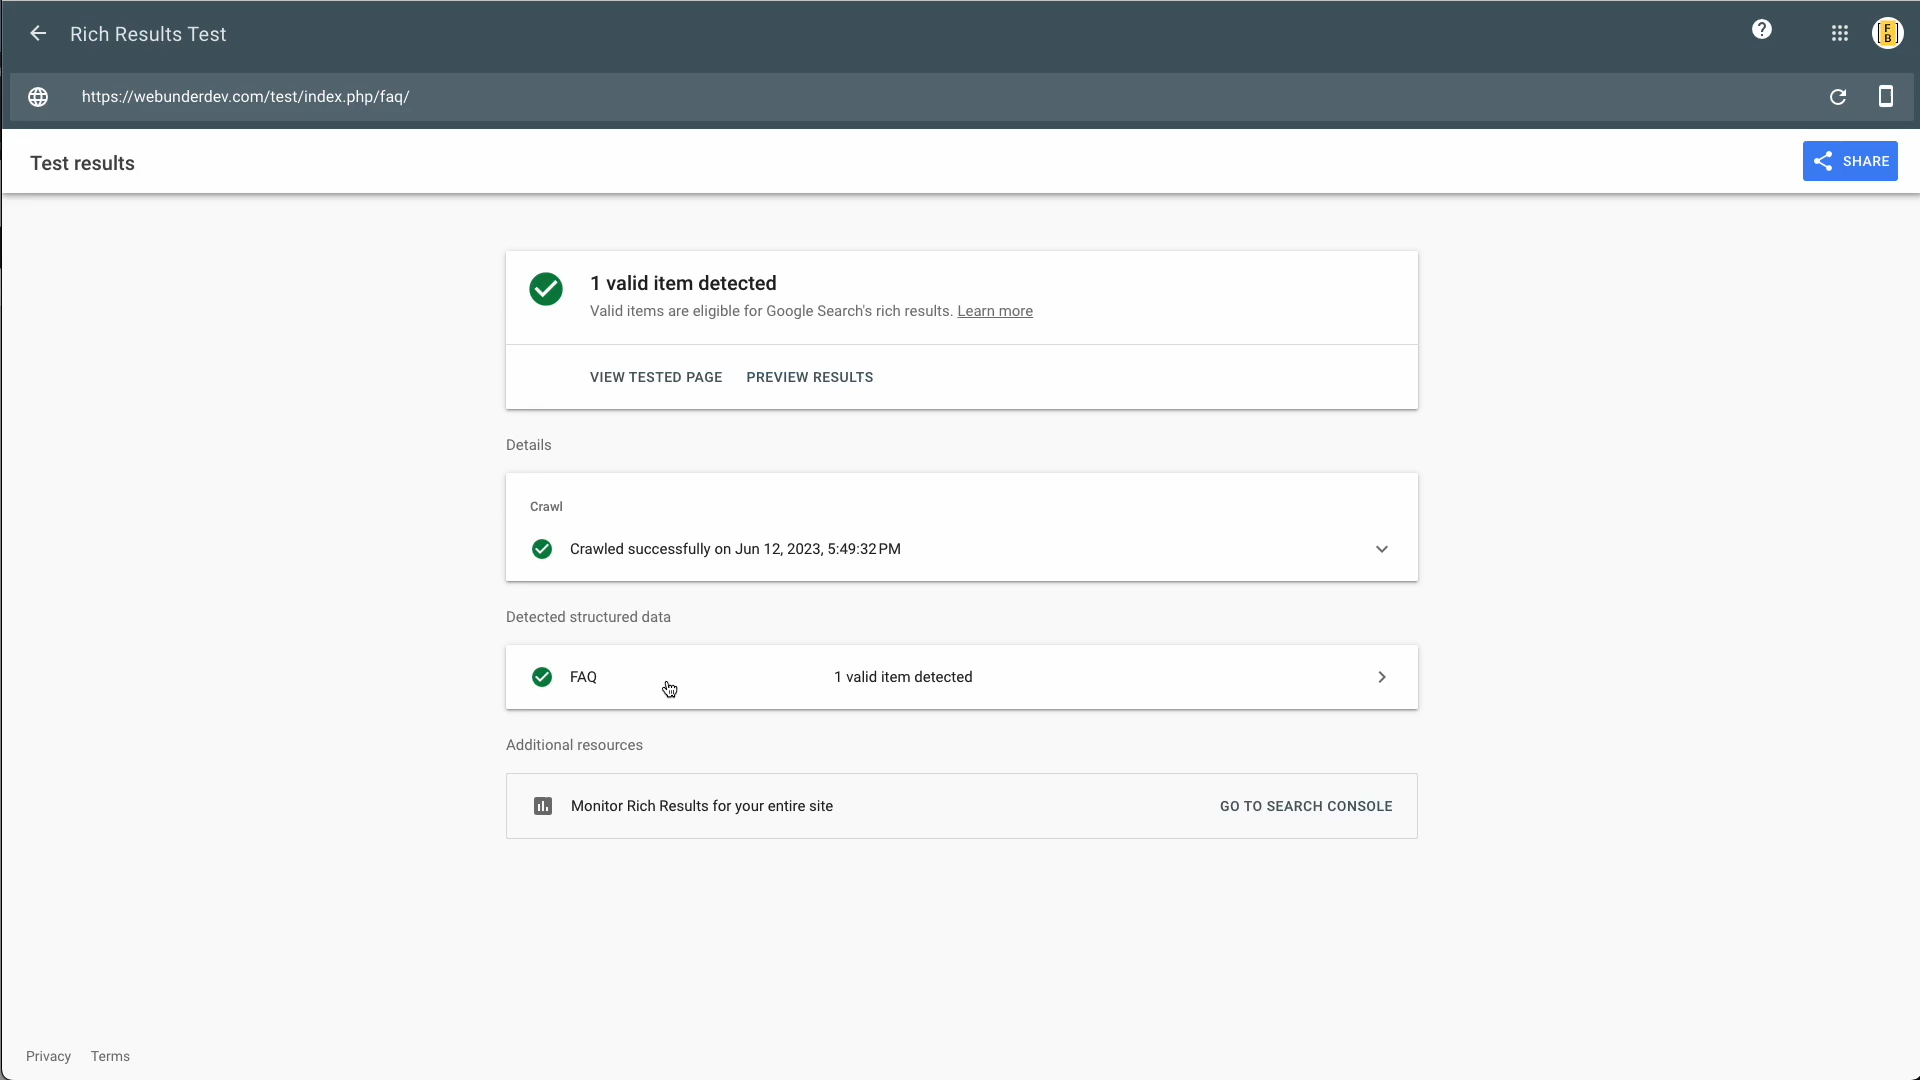 Rich Results Test
F
B
https://webunderdev.com/test/index.php/faq/
Test results
SHARE
1 valid item detected
Valid items are eligible for Google Search's rich results. Learn more
VIEW TESTED PAGE PREVIEW RESULTS
Details
Crawl
Crawled successfully on Jun 12, 2023, 5:49:32 PM
Detected structured data
FAQ 1 valid item detected
Additional resources
Monitor Rich Results for your entire site GO TO SEARCH CONSOLE
Privacy Terms